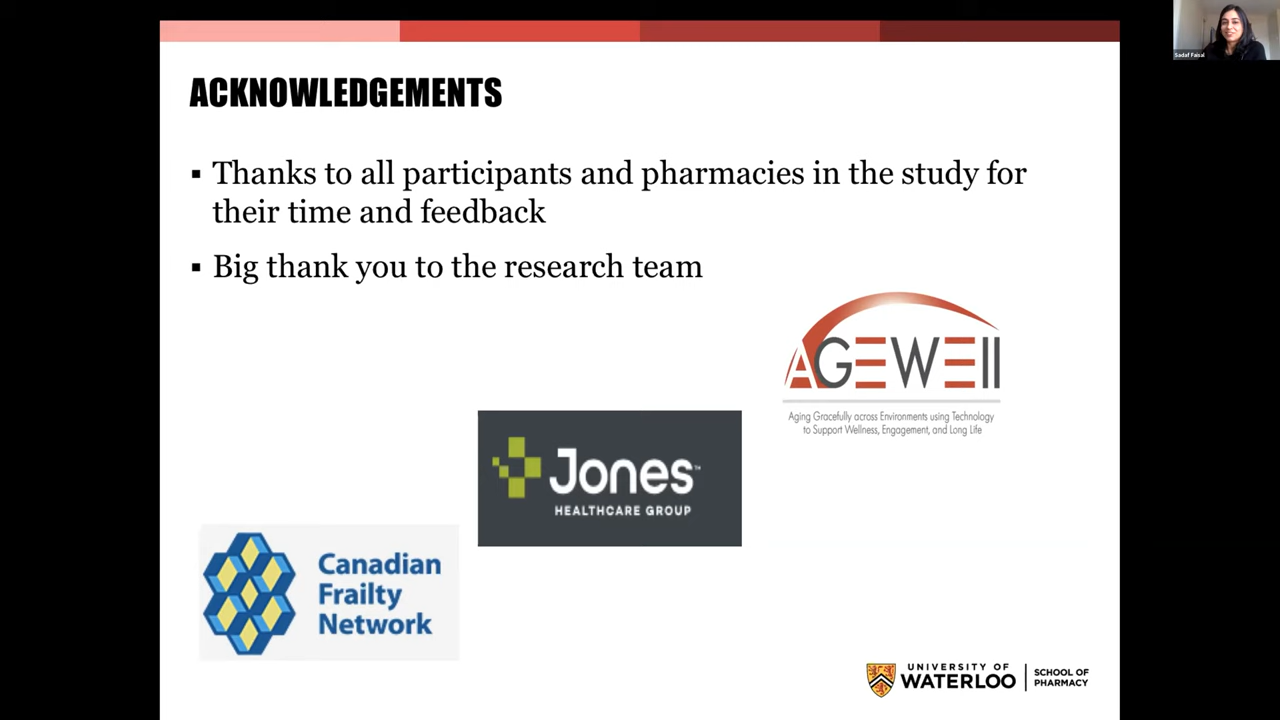 Sadaf Faisal
ACKNOWLEDGEMENTS
▪ Thanks to all participants and pharmacies in the study for
their time and feedback
▪ Big thank you to the research team
AGEWEll
Aging Gracefully across Environments using Technology
to Support Wellness, Engagement, and Long Life
Jones™
HEALTHCARE GROUP
Canadian
Frailty
Network
UNIVERSITY OF
WATERLOO
SCHOOL OF
PHARMACY